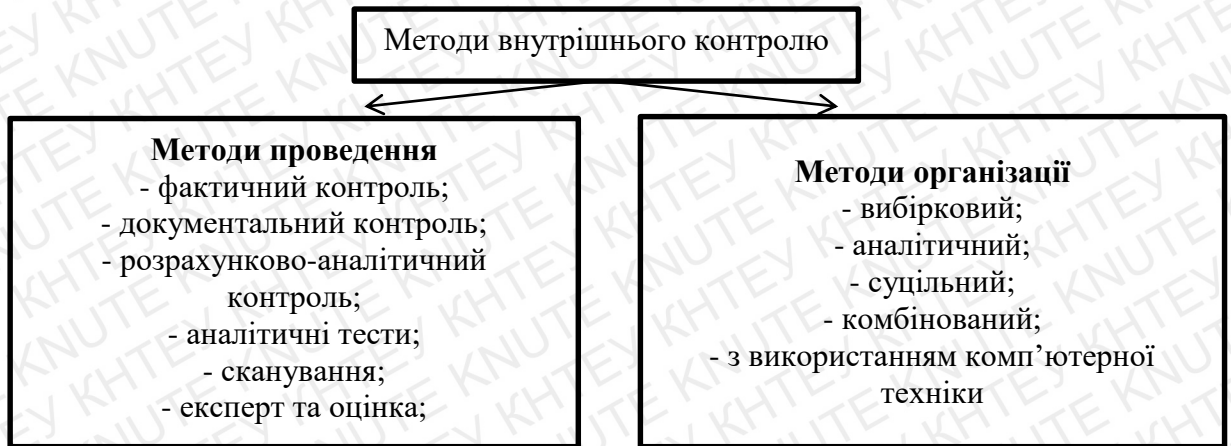 Методи внутрішнього контролю
Методи проведення
- фактичний контроль;
- документальний контроль;
- розрахунково-аналітичний
контроль;
- аналітичні тести;
- сканування;
- експерт та оцінка;
Методи організації
- вибірковий;
- аналітичний;
- суцільний;
- комбінований;
- з використанням комп’ютерної
техніки